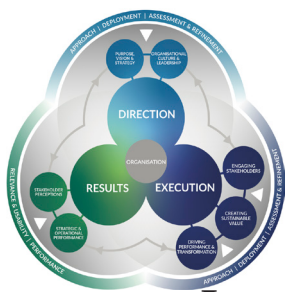 APPROACH | DEPLOYMENT | ASSESSMENT & REFINEMENT
PURPOSE,
VISION &
STRATEGY
ORGANISATIONAL
CULTURE &
LEADERSHIP
DIRECTION
ORGANISATION
RESULTS
EXECUTION
STAKEHOLDER
PERCEPTIONS
STRATEGIC &
OPERATIONAL
PERFORMANCE
ENGAGING
STAKEHOLDERS
CREATING
SUSTAINABLE
VALUE
DRIVING
PERFORMANCE &
TRANSFORMATION
RELEVANCE & USABILITY | PERFORMANCE
APPROACH | DEPLOYMENT | ASSESSMENT & REFINEMENT